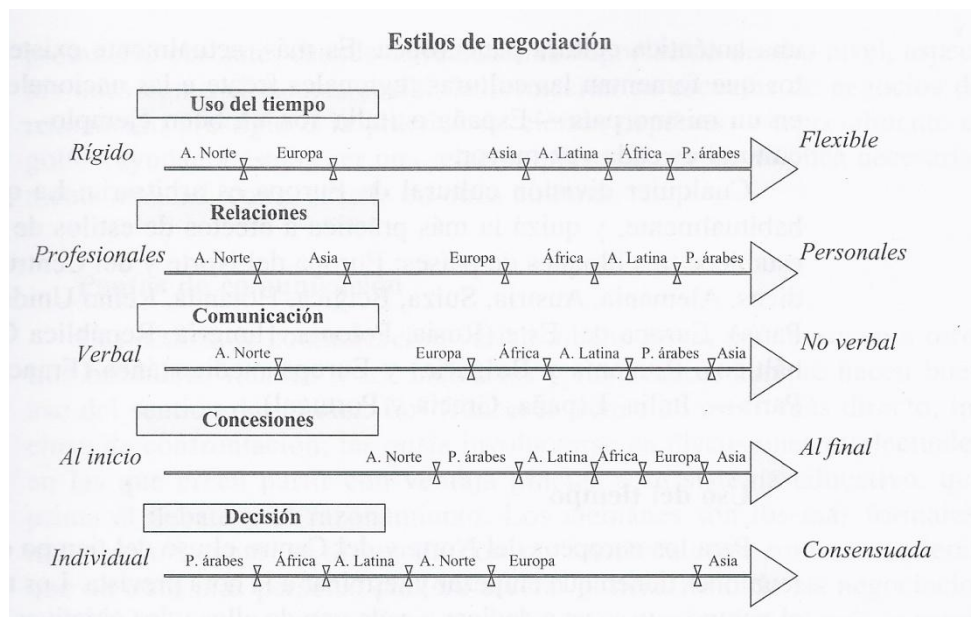 Estilos de negociación
Uso del tiempo
Rígido A. Norte Europa Asia A. Latina África P. árabes Flexible
Relaciones
Profesionales A. Norte Asia Europa África A. Latina P. árabes Personales
Comunicación
Verbal A. Norte Europa África A. Latina P. árabes Asia No verbal
Concesiones
Al inicio A. Norte P. árabes A. Latina África Europa Asia Al final
Decisión
Individual P. árabes África A. Latina A. Norte Europa Asia Consensuada